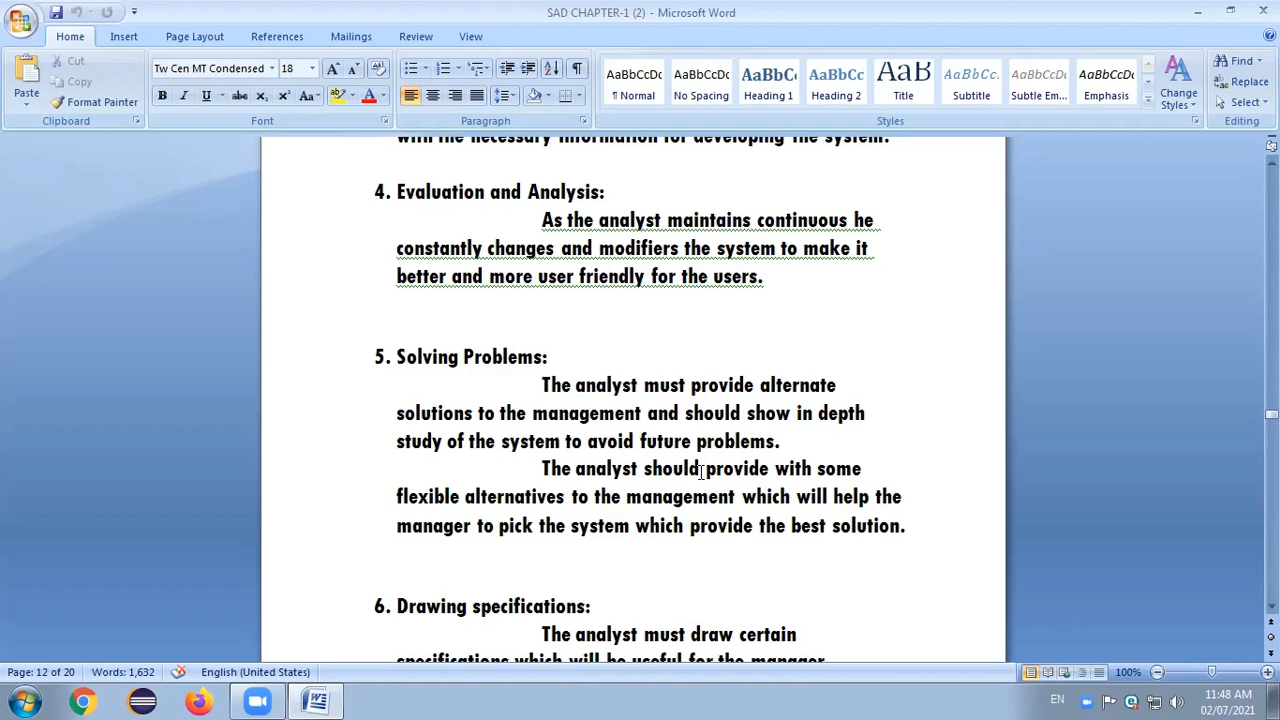 SAD CHAPTER-1 (2) - Microsoft Word
Home Insert Page Layout References Mailings Review View
Paste Cut Copy Format Painter
Clipboard
Tw Cen MT Condensed 18
Font
Paragraph
AaBbCcDc AaBbCcDc AaBbCc AaBbCc AaB AaBbCc. AaBbCcDc AaBbCcDc
¶ Normal No Spacing Heading 1 Heading 2 Title Subtitle Subtle Em... Emphasis
Change Styles
Styles
Find
Replace
Select
Editing
with the necessary information for developing the system.
4. Evaluation and Analysis:
As the analyst maintains continuous he
constantly changes and modifiers the system to make it
better and more user friendly for the users.
5. Solving Problems:
The analyst must provide alternate
solutions to the management and should show in depth
study of the system to avoid future problems.
The analyst should provide with some
flexible alternatives to the management which will help the
manager to pick the system which provide the best solution.
6. Drawing specifications:
The analyst must draw certain
specifications which will be useful for the manager
Page: 12 of 20 Words: 1,632 English (United States) 100%
EN 11:48 AM
02/07/2021